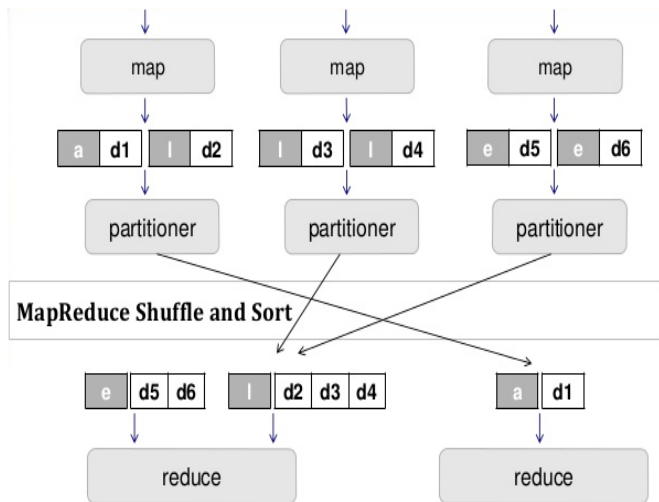 map map map
a d1 l d2 l d3 l d4 e d5 e d6
partitioner partitioner partitioner
MapReduce Shuffle and Sort
e d5 d6 l d2 d3 d4 a d1
reduce reduce